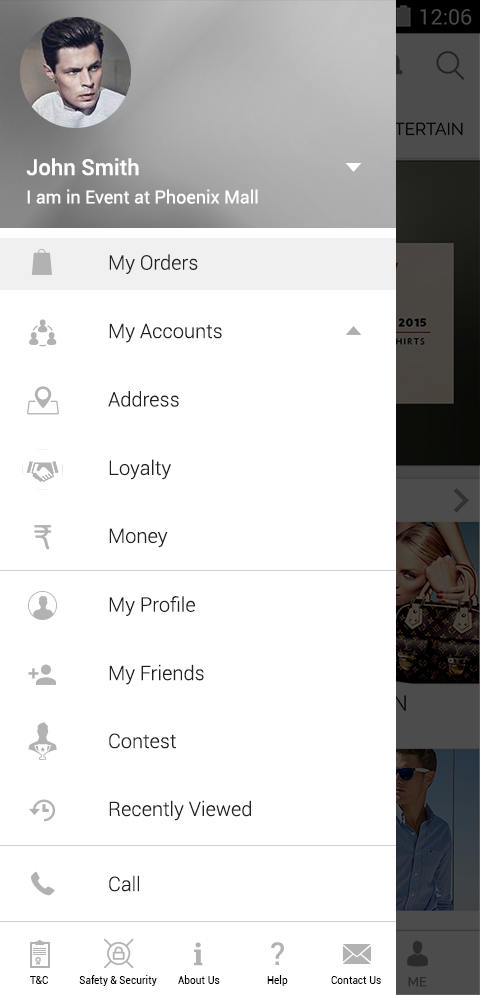 12:06
TERTAIN
John Smith
I am in Event at Phoenix Mall
2015
HIRTS
My Orders
My Accounts
Address
Loyalty
Money
My Profile
My Friends
N
Contest
Recently Viewed
Call
T&C
Safety & Security
About Us
Help
Contact Us
ME